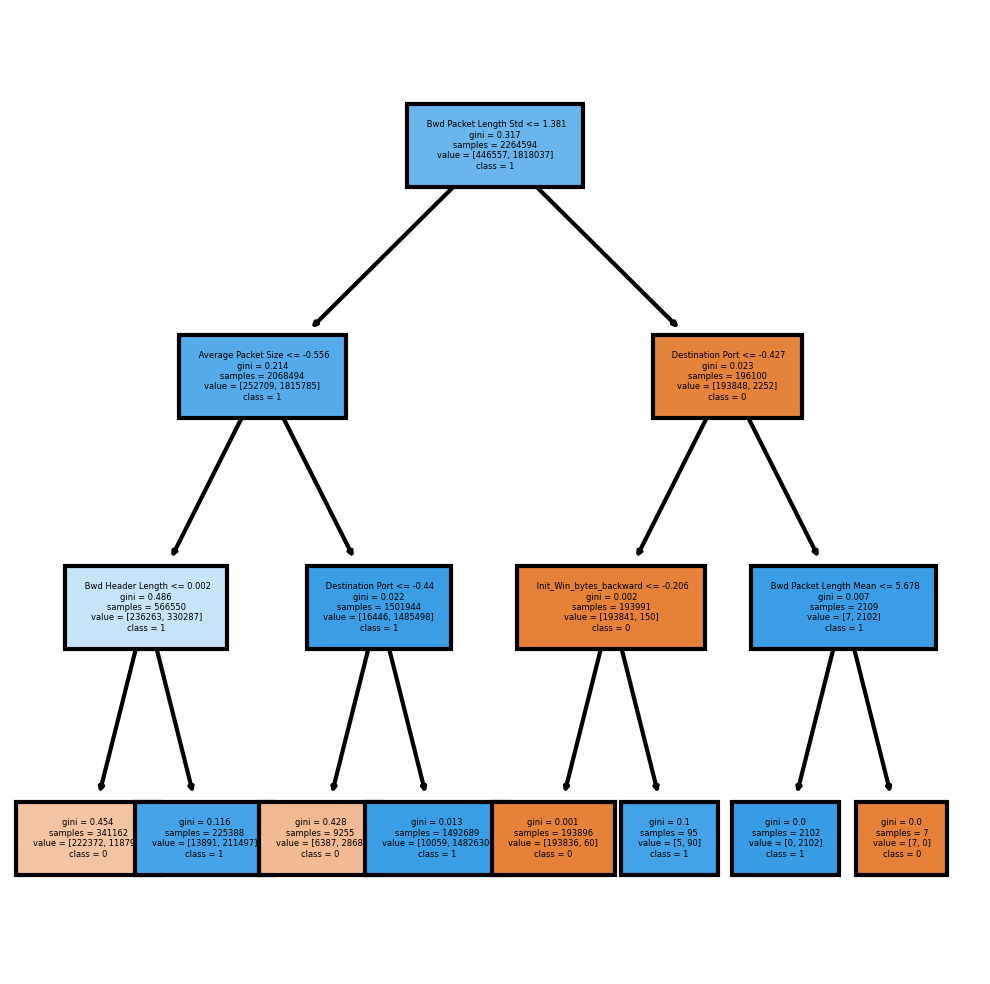 Bwd Packet Length Std <= 1.381
gini = 0.317
samples = 2264594
value = [446557, 1818037]
class = 1
Average Packet Size <= -0.556
gini = 0.214
samples = 2068494
value = [252709, 1815785]
class = 1
Destination Port <= -0.427
gini = 0.023
samples = 196100
value = [193848, 2252]
class = 0
Bwd Header Length <= 0.002
gini = 0.486
samples = 566550
value = [236263, 330287]
class = 1
Destination Port <= -0.44
gini = 0.022
samples = 1501944
value = [16446, 1485498]
class = 1
Init_Win_bytes_backward <= -0.206
gini = 0.002
samples = 193991
value = [193841, 150]
class = 0
Bwd Packet Length Mean <= 5.678
gini = 0.007
samples = 2109
value = [7, 2102]
class = 1
gini = 0.454
samples = 341162
value = [222372, 11879
class = 0
gini = 0.116
samples = 225388
value = [13891, 211497]
class = 1
gini = 0.428
samples = 9255
value = [6387, 2868
class = 0
gini = 0.013
samples = 1492689
value = [10059, 1482630
class = 1
gini = 0.001
samples = 193896
value = [193836, 60]
class = 0
gini = 0.1
samples = 95
value = [5, 90]
class = 1
gini = 0.0
samples = 2102
value = [0, 2102]
class = 1
gini = 0.0
samples = 7
value = [7, 0]
class = 0